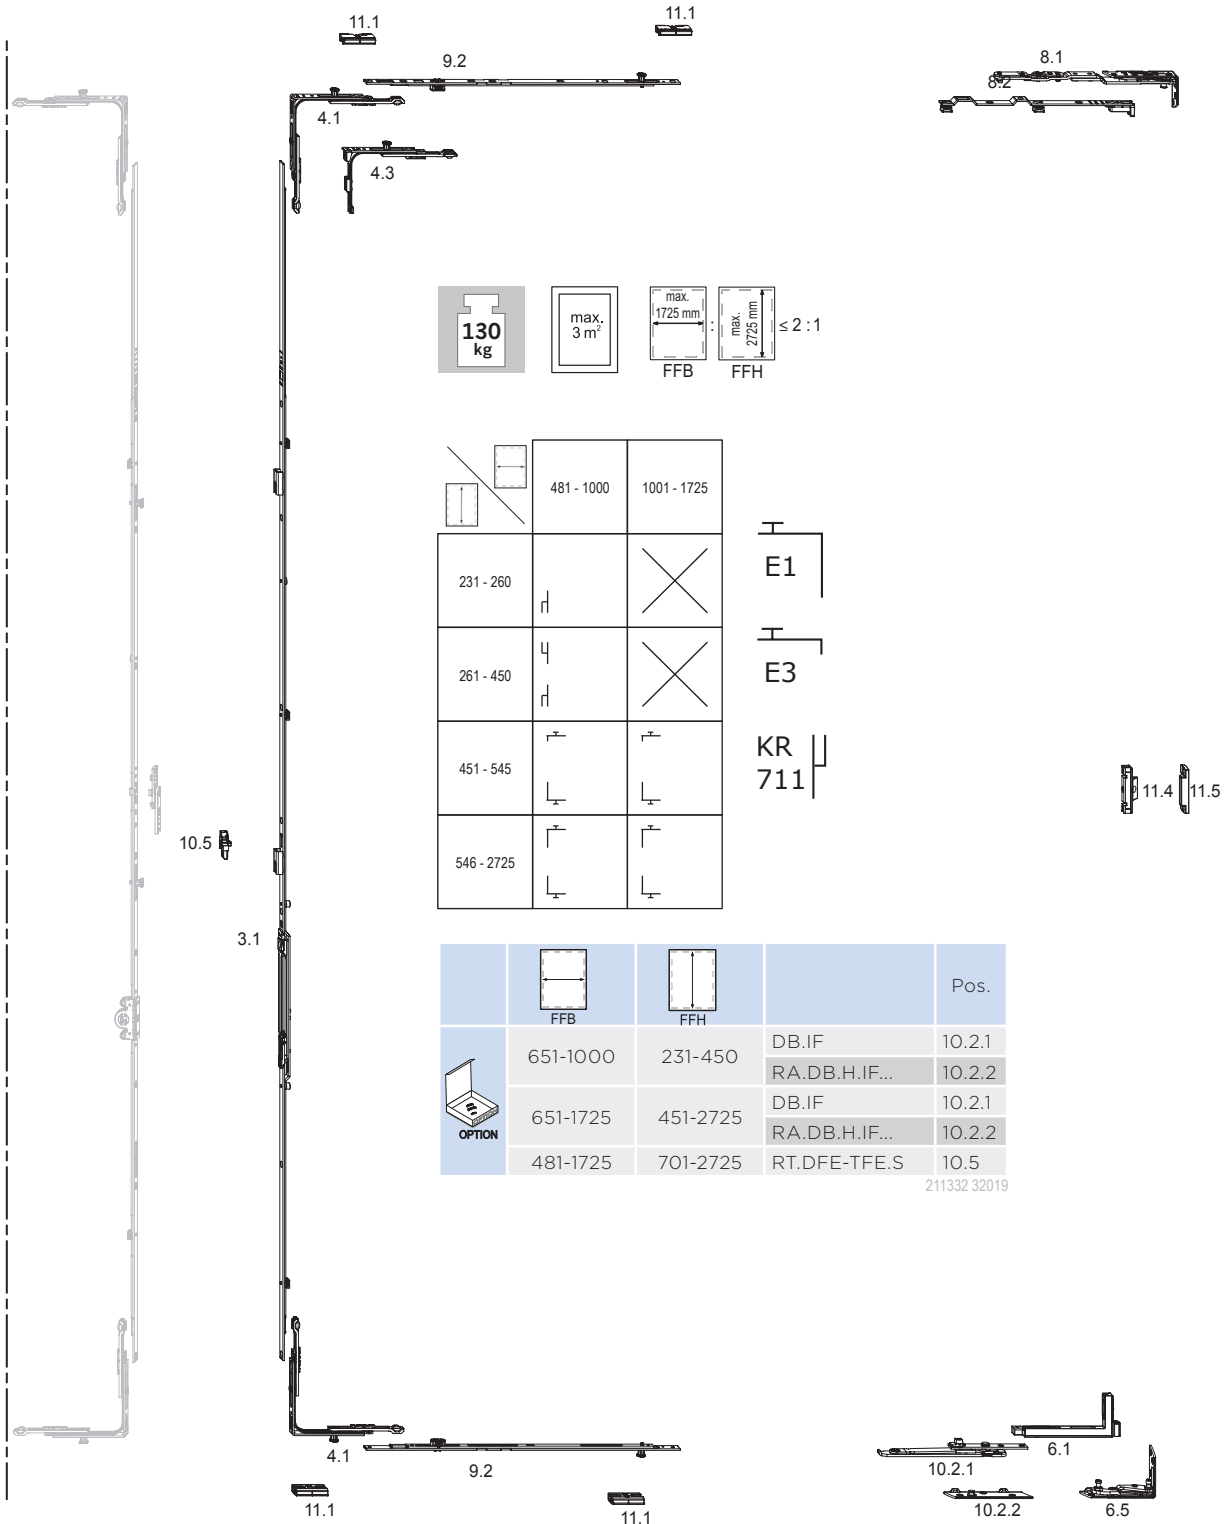 11.1
11.1
9.2
8.1
8.2
4.1
4.3
130
kg
max.
3 m²
max.
1725 mm
:
max.
2725 mm
≤ 2 :1
FFB
FFH
481 - 1000
1001 - 1725
231 - 260
E1
261 - 450
E3
451 - 545
KR
711
11.4
11.5
10.5
546 - 2725
3.1
FFB
FFH
Pos.
OPTION
651-1000
231-450
DB.IF
10.2.1
RA.DB.H.IF...
10.2.2
651-1725
451-2725
DB.IF
10.2.1
RA.DB.H.IF...
10.2.2
481-1725
701-2725
RT.DFE-TFE.S
10.5
211332 32019
4.1
9.2
6.1
10.2.1
11.1
11.1
10.2.2
6.5